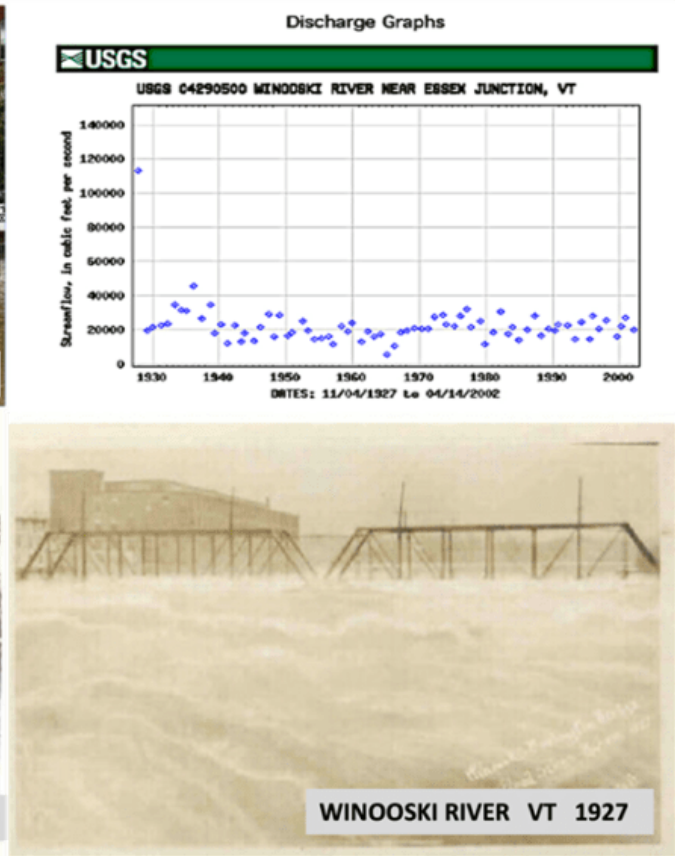 Discharge Graphs
USGS
USGS 04290500 WINOOSKI RIVER NEAR ESSEX JUNCTION, VT
Streamflow, in cubic feet per second
140000
120000
100000
80000
60000
40000
20000
0
1930 1940 1950 1960 1970 1980 1990 2000
DATES: 11/04/1927 to 04/14/2002
WINOOSKI RIVER VT 1927